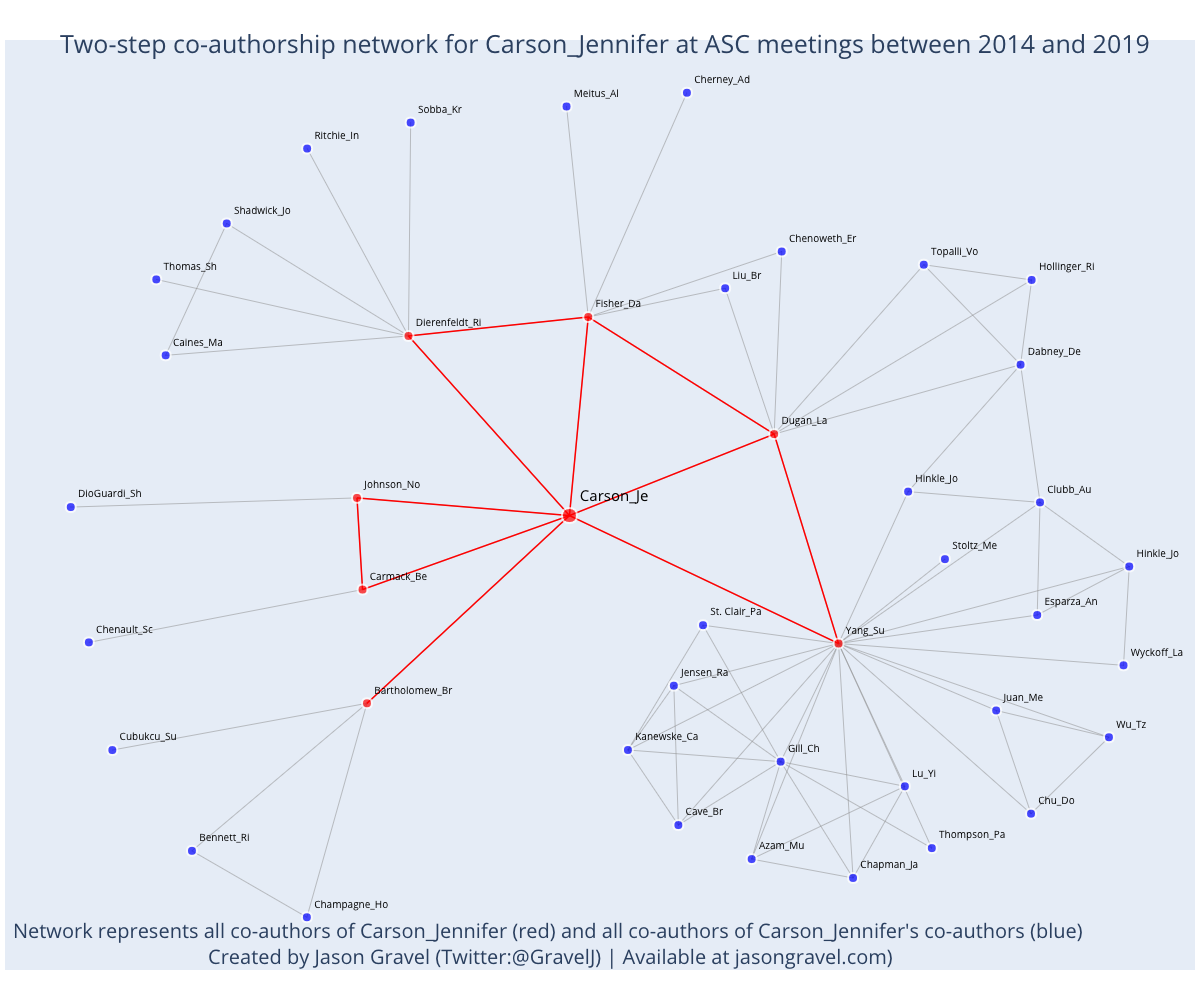 Two-step co-authorship network for Carson_Jennifer at ASC meetings between 2014 and 2019
Cherney_Ad
Meitus_Al
Sobba_Kr
Ritchie_In
Shadwick_Jo
Chenoweth_Er
Topalli_Vo
Thomas_Sh
Hollinger_Ri
Liu_Br
Fisher_Da
Dierenfeldt_Ri
Caines_Ma
Dabney_De
Dugan_La
Hinkle_Jo
Johnson_No
Clubb_Au
DioGuardi_Sh
Carson_Je
Stoltz_Me
Hinkle_Jo
Carmack_Be
Esparza_An
St. Clair_Pa
Chenault_Sc
Yang_Su
Wyckoff_La
Jensen_Ra
Bartholomew_Br
Juan_Me
Wu_Tz
Cubukcu_Su
Kanewske_Ca
Gill_Ch
Lu_Yi
Chu_Do
Cave_Br
Thompson_Pa
Bennett_Ri
Azam_Mu
Chapman_Ja
Champagne_Ho
Network represents all co-authors of Carson_Jennifer (red) and all co-authors of Carson_Jennifer's co-authors (blue)
Created by Jason Gravel (Twitter:@GravelJ) | Available at jasongravel.com)